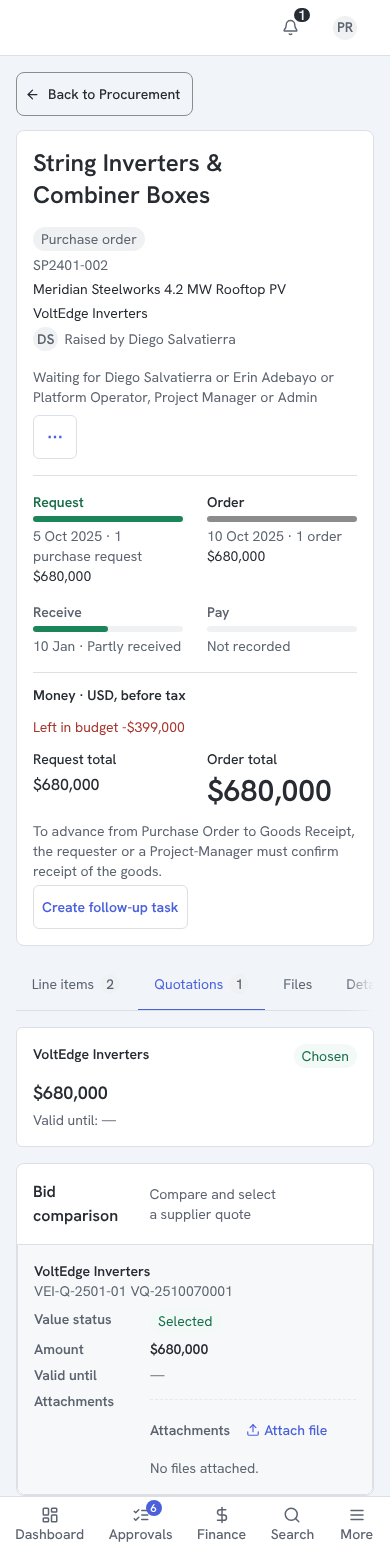 1
PR
← Back to Procurement
String Inverters &
Combiner Boxes
Purchase order
SP2401-002
Meridian Steelworks 4.2 MW Rooftop PV
VoltEdge Inverters
DS Raised by Diego Salvatierra
Waiting for Diego Salvatierra or Erin Adebayo or
Platform Operator, Project Manager or Admin
...
Request
5 Oct 2025 · 1
purchase request
$680,000
Order
10 Oct 2025 · 1 order
$680,000
Receive
10 Jan · Partly received
Pay
Not recorded
Money · USD, before tax
Left in budget -$399,000
Request total
$680,000
Order total
$680,000
To advance from Purchase Order to Goods Receipt,
the requester or a Project-Manager must confirm
receipt of the goods.
Create follow-up task
Line items 2 Quotations 1 Files Deta
VoltEdge Inverters Chosen
$680,000
Valid until: —
Bid
comparison
Compare and select
a supplier quote
VoltEdge Inverters
VEI-Q-2501-01 VQ-2510070001
Value status Selected
Amount $680,000
Valid until —
Attachments
Attachments Attach file
No files attached.
6
Dashboard Approvals Finance Search More